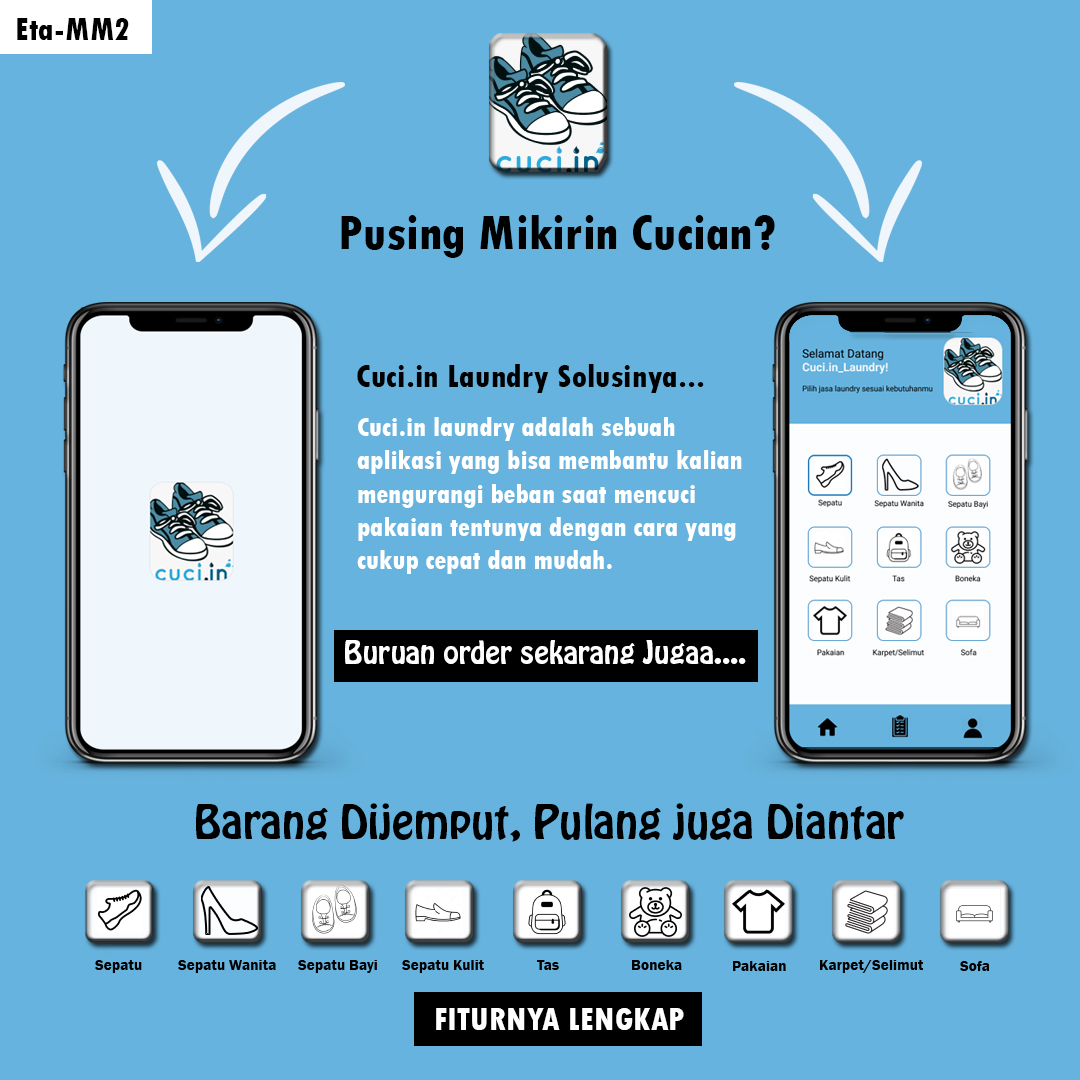 Eta-MM2
cuci.in
Pusing Mikirin Cucian?
cuci.in
Cuci.in Laundry Solusinya...
Cuci.in laundry adalah sebuah
aplikasi yang bisa membantu kalian
mengurangi beban saat mencuci
pakaian tentunya dengan cara yang
cukup cepat dan mudah.
Buruan order sekarang Jugaa....
Selamat Datang
Cuci.in_Laundry!
Pilih jasa laundry sesuai kebutuhanmu
cuci.in
Sepatu Sepatu Wanita Sepatu Bayi
Sepatu Kulit Tas Boneka
Pakaian Karpet/Selimut Sofa
Barang Dijemput, Pulang juga Diantar
Sepatu Sepatu Wanita Sepatu Bayi Sepatu Kulit Tas Boneka Pakaian Karpet/Selimut Sofa
FITURNYA LENGKAP